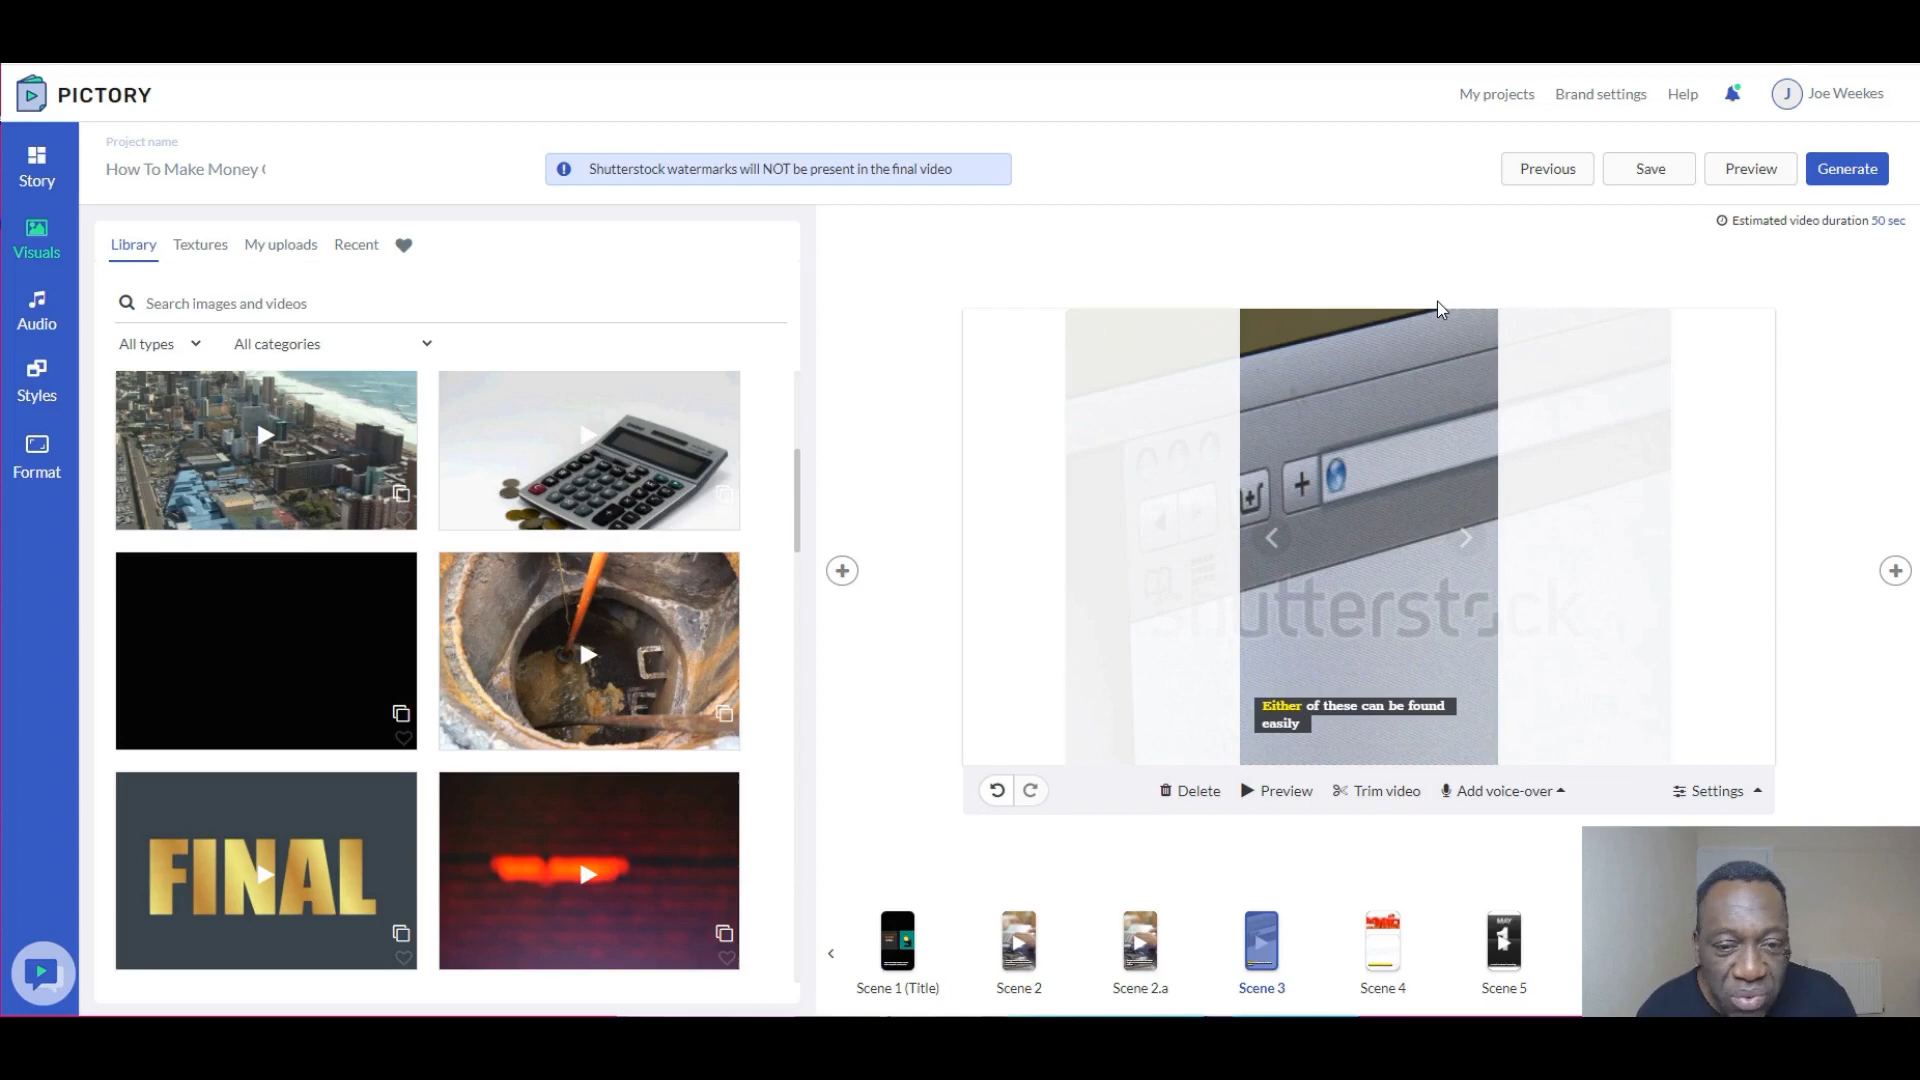 PICTORY
My projects
Brand settings
Help
J
Joe Weekes
Project name
How To Make Money
Shutterstock watermarks will NOT be present in the final video
Previous
Save
Preview
Generate
Story
Visuals
Audio
Styles
Format
Estimated video duration 50 sec
Library
Textures
My uploads
Recent
Search images and videos
All types
All categories
FINAL
shutterstock
Either of these can be found
easily
Delete
Preview
Trim video
Add voice-over
Settings
MAY
1
Scene 1 (Title)
Scene 2
Scene 2.a
Scene 3
Scene 4
Scene 5